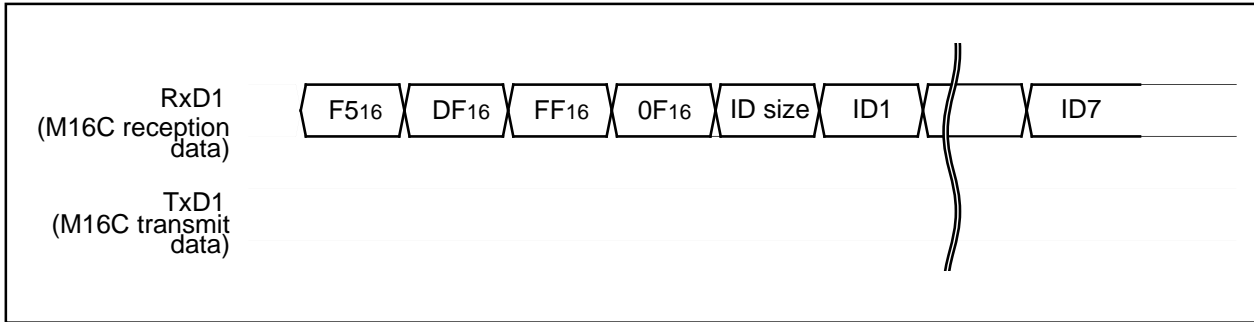 RxD1
(M16C reception
data)
F516 DF16 FF16 0F16 ID size ID1 ID7
TxD1
(M16C transmit
data)